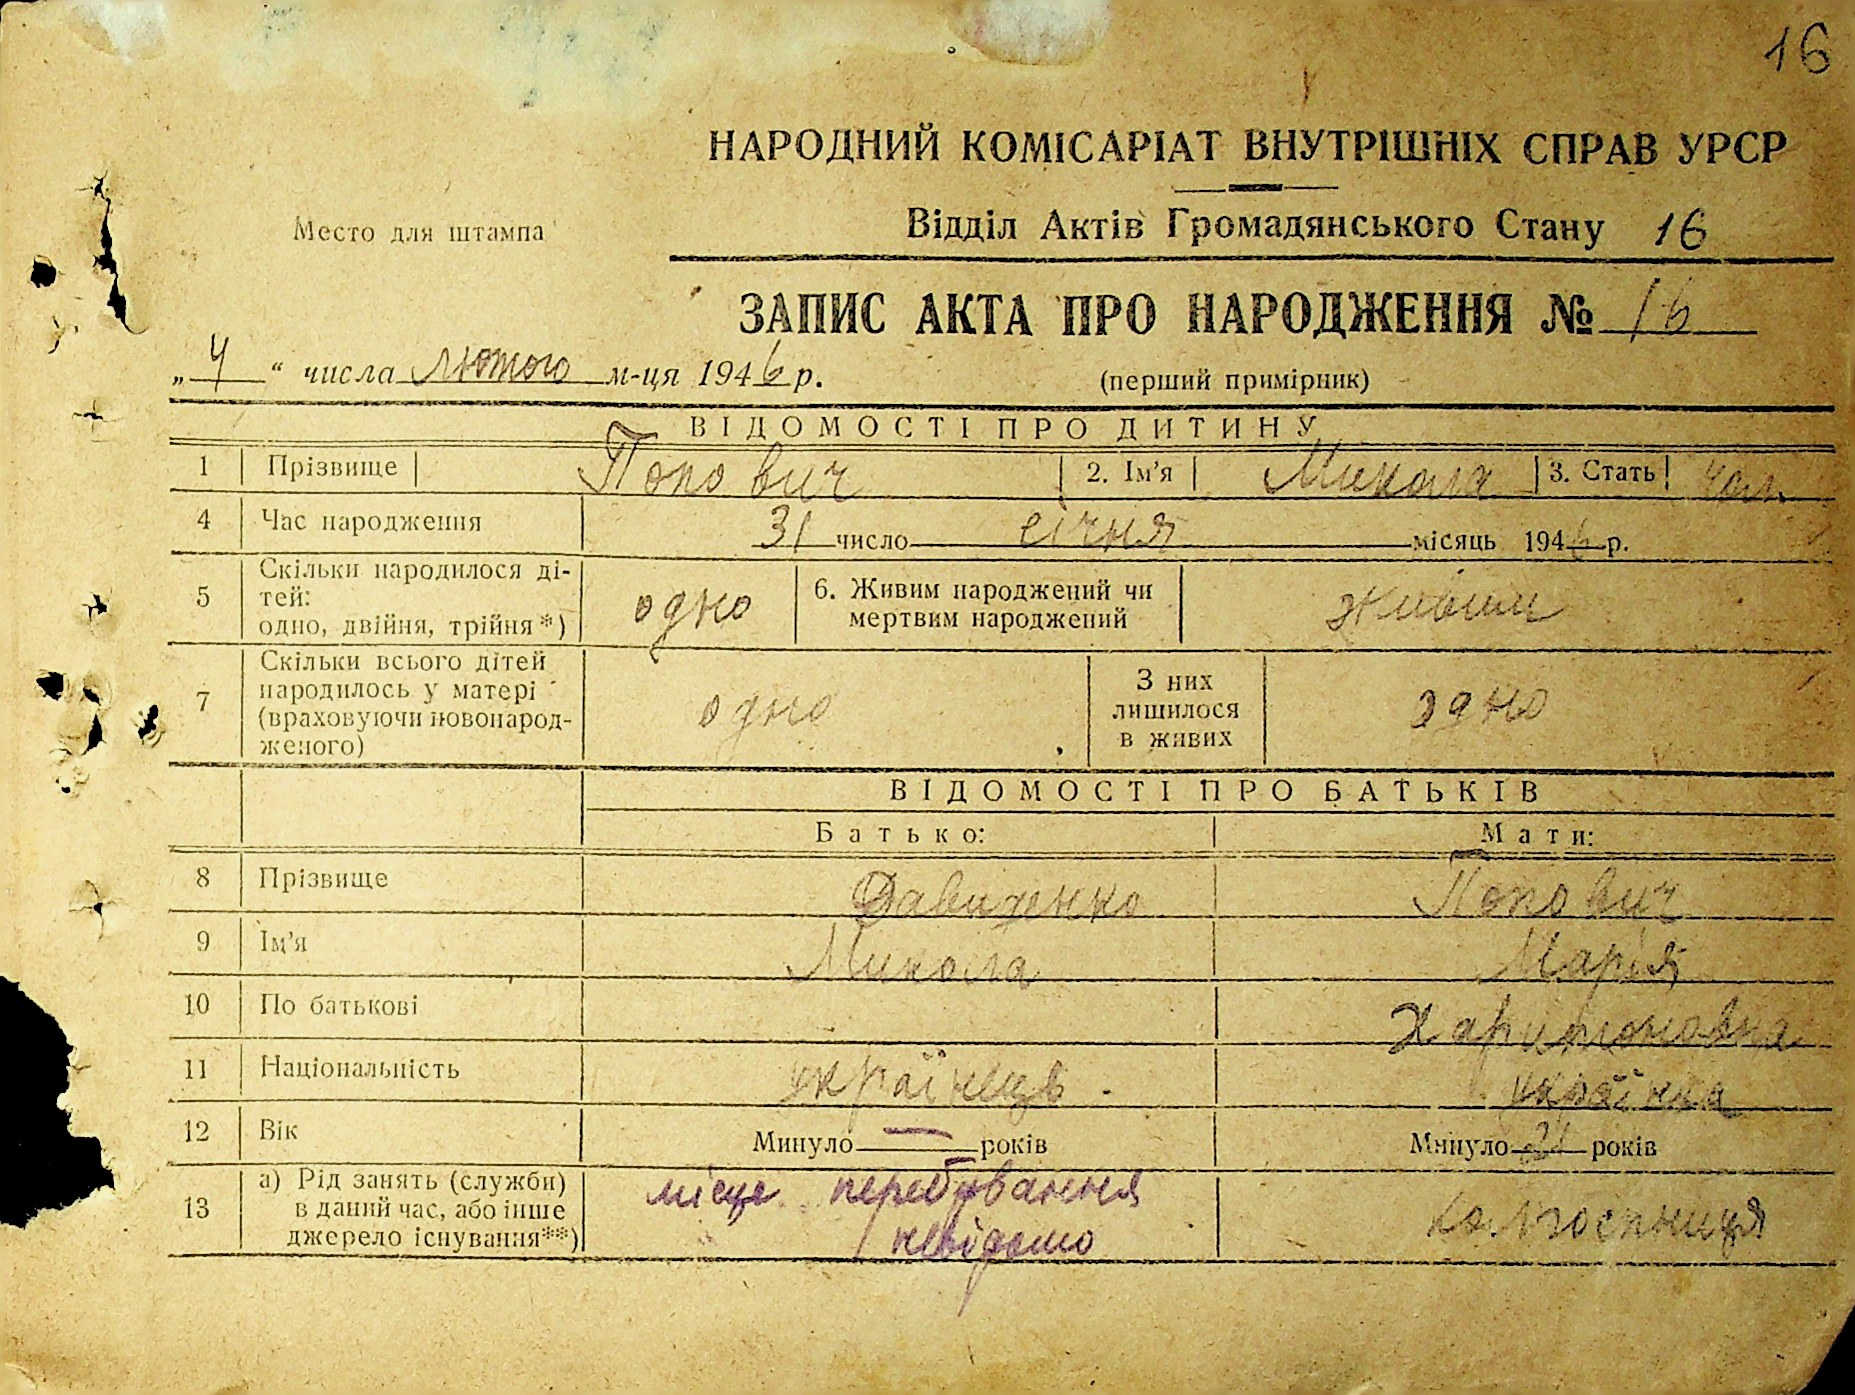 16
НАРОДНИЙ КОМІСАРІАТ ВНУТРІШНІХ СПРАВ УРСР
Место для штампа
Відділ Актів Громадянського Стану 16
ЗАПИС АКТА ПРО НАРОДЖЕННЯ № 16
„ 4 “ числа лютого м-ця 1946 р.
(перший примірник)
ВІДОМОСТІ ПРО ДИТИНУ
1 Прізвище Попович 2. Ім'я Микола 3. Стать чол.
4 Час народження 31 число січня місяць 1946 р.
5 Скільки народилося ді-
тей:
одно, двійня, трійня*) одно 6. Живим народжений чи
мертвим народжений живим
7 Скільки всього дітей
народилось у матері
(враховуючи новонарод-
женого) одно З них
лишилося
в живих одно
ВІДОМОСТІ ПРО БАТЬКІВ
Батько: Мати:
8 Прізвище Давиденко Попович
9 Ім'я Микола Марія
10 По батькові Харитоновна
11 Національність українець українка
12 Вік Минуло — років Минуло 21 років
13 а) Рід занять (служби)
в даний час, або інше
джерело існування**) місце перебування
невідомо колгоспниця